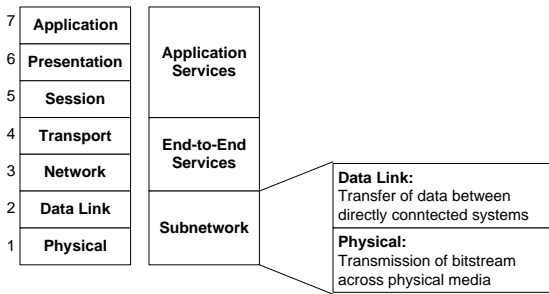 7 Application
6 Presentation
5 Session
4 Transport
3 Network
2 Data Link
1 Physical
Application
Services
End-to-End
Services
Subnetwork
Data Link:
Transfer of data between
directly conntected systems
Physical:
Transmission of bitstream
across physical media